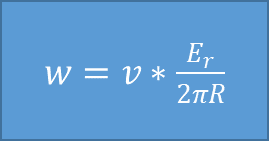 w = v * E_r / 2πR